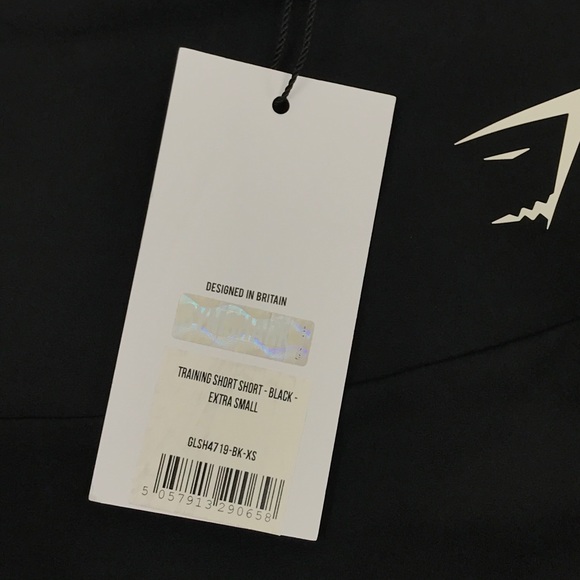 DESIGNED IN BRITAIN
TRAINING SHORT SHORT - BLACK -
EXTRA SMALL
GLSH4719-BK-XS
5 057913 290658